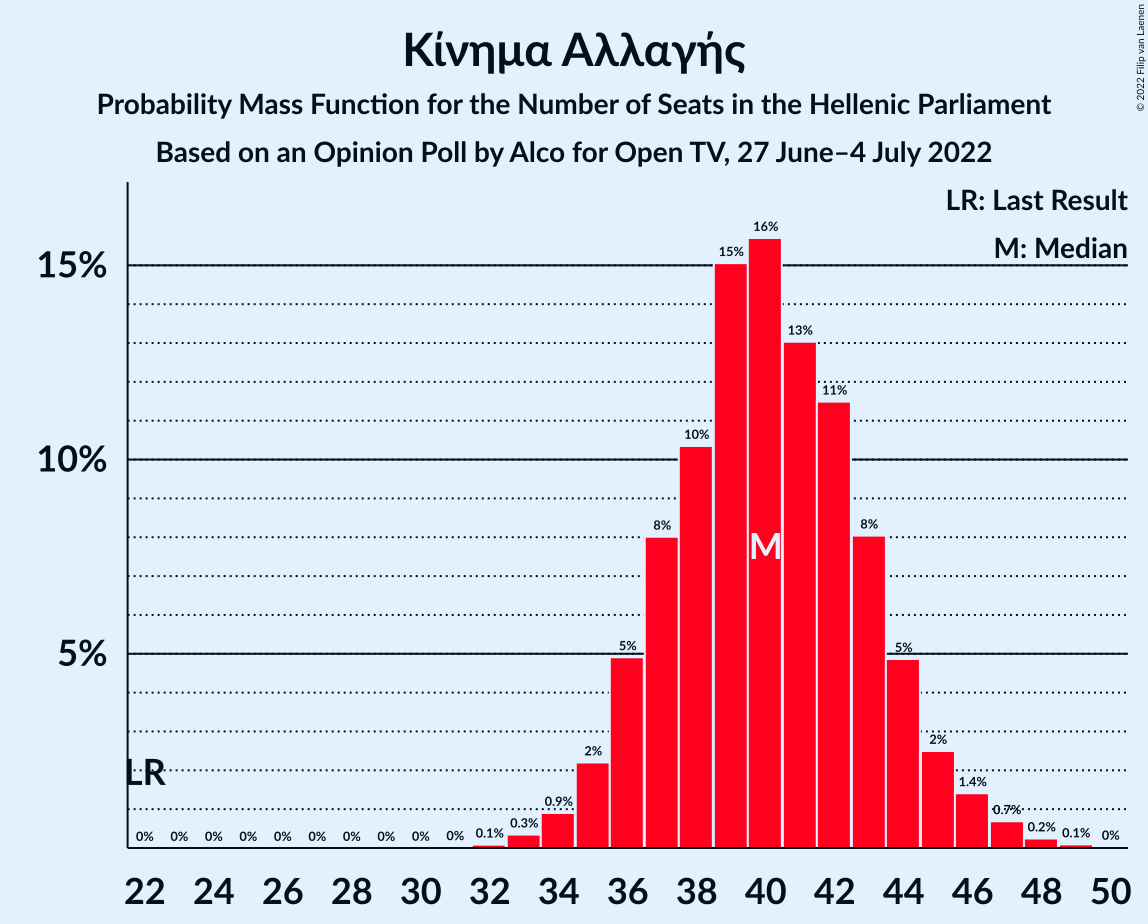 Κίνημα Αλλαγής
Probability Mass Function for the Number of Seats in the Hellenic Parliament
Based on an Opinion Poll by Alco for Open TV, 27 June–4 July 2022
© 2022 Filip van Laenen
LR: Last Result
M: Median
15%
10%
5%
16%
15%
13%
11%
10%
8%
8%
M
5%
5%
2%
2%
LR
1.4%
0.9%
0.7%
0% 0% 0% 0% 0% 0% 0% 0% 0% 0% 0.1% 0.3% 0.2% 0.1% 0%
22 24 26 28 30 32 34 36 38 40 42 44 46 48 50